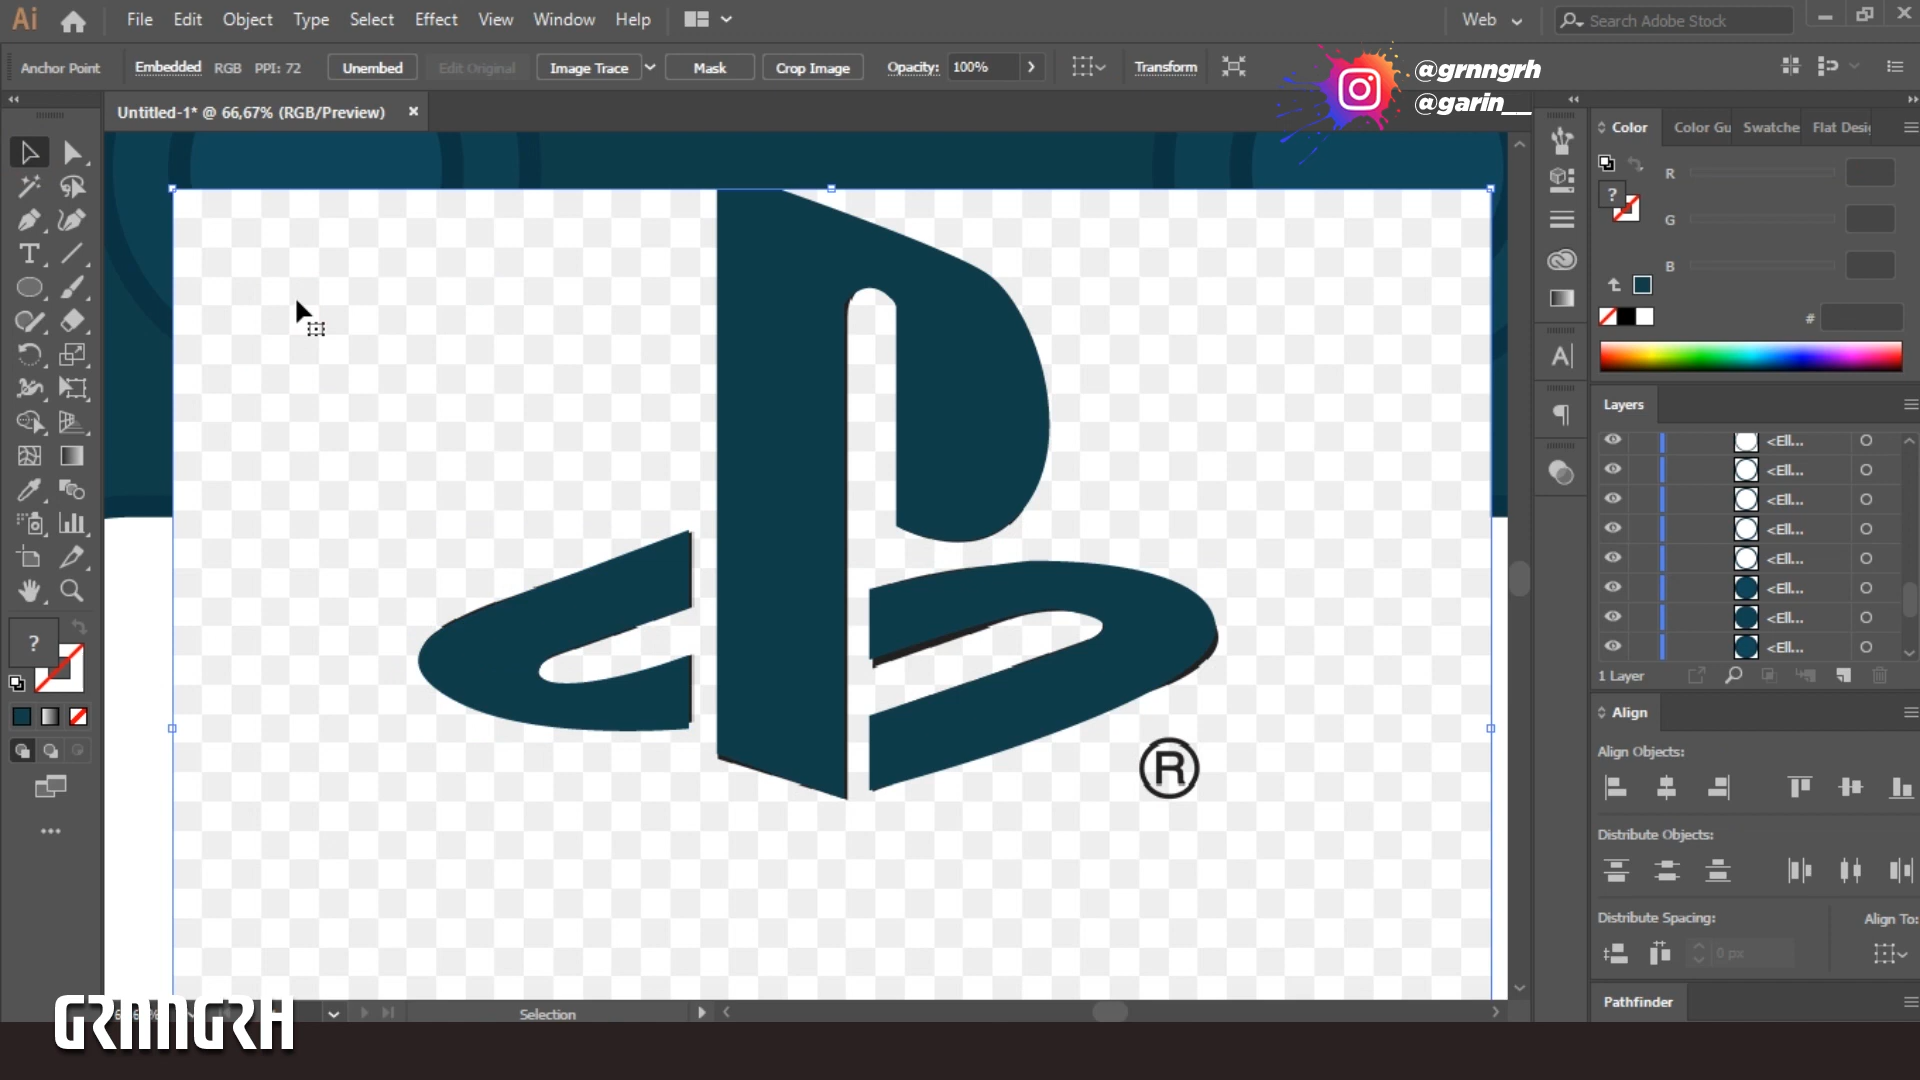 Ai File Edit Object Type Select Effect View Window Help Web Search Adobe Stock
Anchor Point Embedded RGB PPI: 72 Unembed Edit Original Image Trace Mask Crop Image Opacity: 100% Transform
@grnngrh
@garin__
Untitled-1* @ 66,67% (RGB/Preview)
Color Color Gu Swatche Flat Desi
R
G
B
#
Layers
<Ell...
<Ell...
<Ell...
<Ell...
<Ell...
<Ell...
<Ell...
<Ell...
1 Layer
Align
Align Objects:
Distribute Objects:
Distribute Spacing: Align To:
0 px
Pathfinder
?
?
®
Selection
GRNNGRH